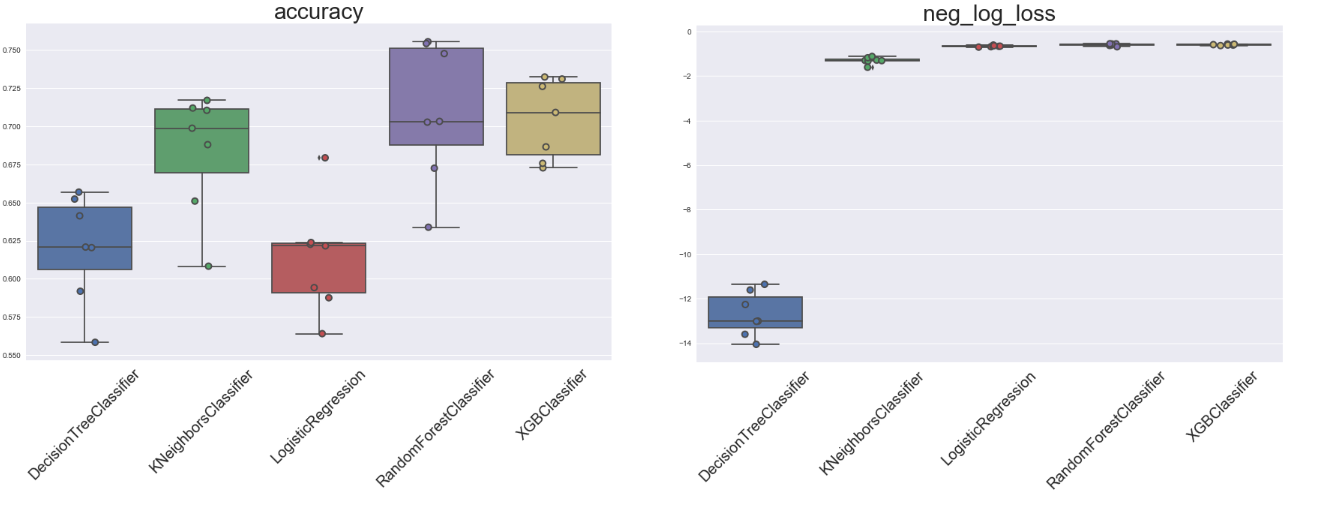 accuracy
0.750
0.725
0.700
0.675
0.650
0.625
0.600
0.575
0.550
DecisionTreeClassifier
KNeighborsClassifier
LogisticRegression
RandomForestClassifier
XGBClassifier
neg_log_loss
0
−2
−4
−6
−8
−10
−12
−14
DecisionTreeClassifier
KNeighborsClassifier
LogisticRegression
RandomForestClassifier
XGBClassifier